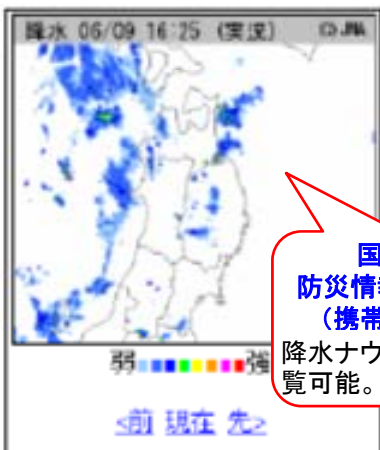 降水 06/09 16:25 (実況) (C)JMA
国
防災情
(携帯
降水ナウ
覧可能。
弱 強
<前 現在 先>